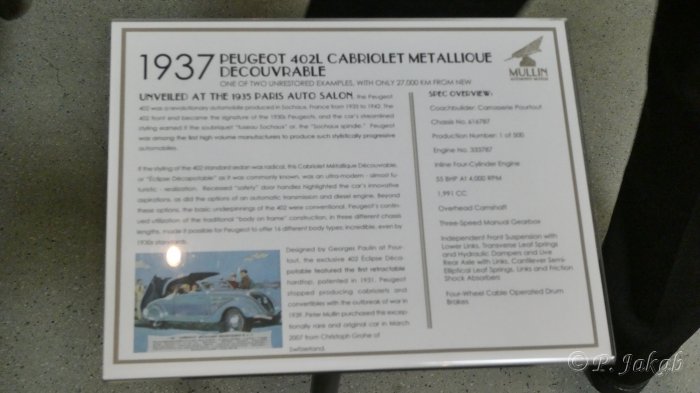 1937 PEUGEOT 402L CABRIOLET METALLIQUE
DECOUVRABLE
ONE OF TWO UNRESTORED EXAMPLES, WITH ONLY 27,000 KM FROM NEW
MULLIN
AUTOMOTIVE MUSEUM
UNVEILED AT THE 1935 PARIS AUTO SALON, the Peugeot
402 was a revolutionary automobile produced in Sochaux, France from 1935 to 1942. The
402 front end became the signature of the 1930s Peugeots, and the car's streamlined
styling earned it the soubriquet "fuseau Sochaux" or, the "Sochaux spindle." Peugeot
was among the first high volume manufacturers to produce such stylistically progressive
automobiles.
If the styling of the 402 standard sedan was radical, this Cabriolet Métallique Découvrable,
or "Éclipse Décapotable" as it was commonly known, was an ultra-modern - almost fu-
turistic - realization. Recessed "safety" door handles highlighted the car's innovative
aspirations, as did the options of an automatic transmission and diesel engine. Beyond
these options, the basic underpinnings of the 402 were conventional. Peugeot's contin-
ued utilization of the traditional "body on frame" construction, in three different chassis
lengths, made it possible for Peugeot to offer 16 different body types; incredible, even by
1930s standards.
Designed by Georges Paulin at Pour-
tout, the exclusive 402 Éclipse Déca-
potable featured the first retractable
hardtop, patented in 1931. Peugeot
stopped producing cabriolets and
convertibles with the outbreak of war in
1939. Peter Mullin purchased this excep-
tionally rare and original car in March
2007 from Christoph Grohe of
Switzerland.
SPEC OVERVIEW:
Coachbuilder: Carrosserie Pourtout
Chassis No. 616787
Production Number: 1 of 500
Engine No. 333787
Inline Four-Cylinder Engine
55 BHP AT 4,000 RPM
1,991 CC
Overhead Camshaft
Three-Speed Manual Gearbox
Independent Front Suspension with
Lower Links, Transverse Leaf Springs
and Hydraulic Dampers and Live
Rear Axle with Links, Cantilever Semi-
Elliptical Leaf Springs, Links and Friction
Shock Absorbers
Four-Wheel Cable Operated Drum
Brakes
© P. Jakab